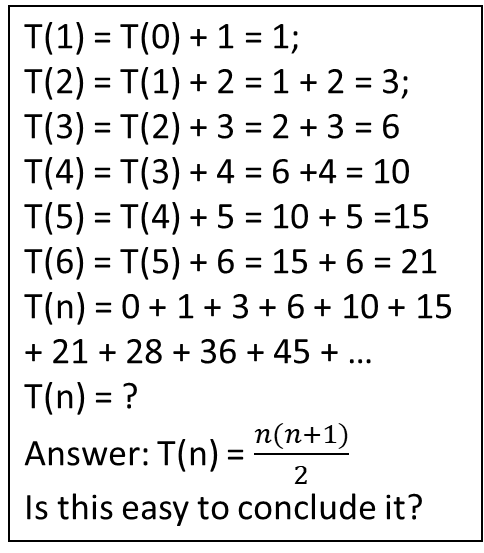 T(1) = T(0) + 1 = 1;
T(2) = T(1) + 2 = 1 + 2 = 3;
T(3) = T(2) + 3 = 2 + 3 = 6
T(4) = T(3) + 4 = 6 +4 = 10
T(5) = T(4) + 5 = 10 + 5 =15
T(6) = T(5) + 6 = 15 + 6 = 21
T(n) = 0 + 1 + 3 + 6 + 10 + 15
+ 21 + 28 + 36 + 45 + ...
T(n) = ?
Answer: T(n) = n(n+1)/2
Is this easy to conclude it?